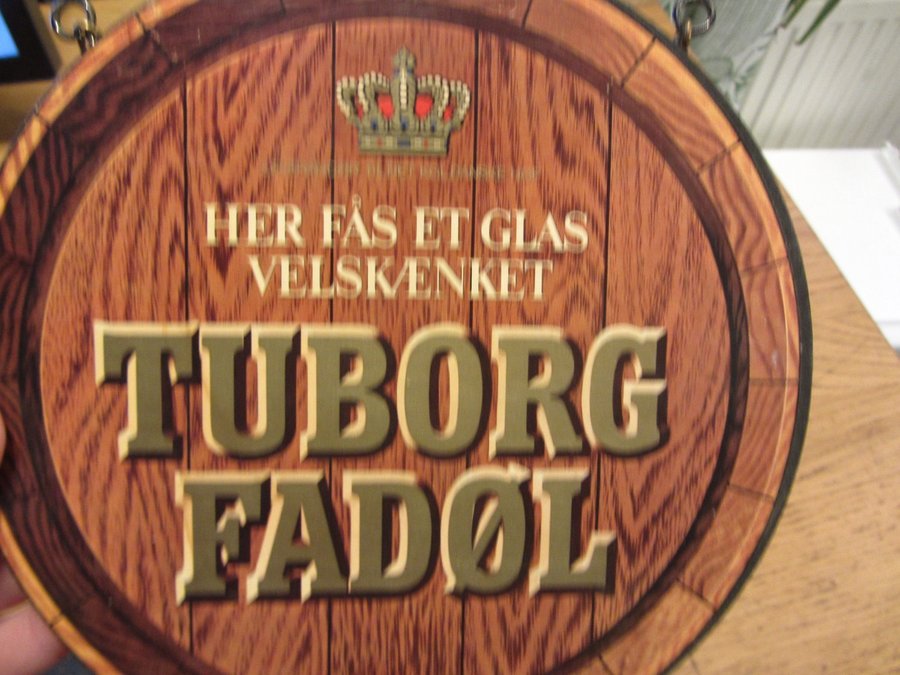 HER FÅS ET GLAS
VELSKÆNKET
TUBORG
FADØL